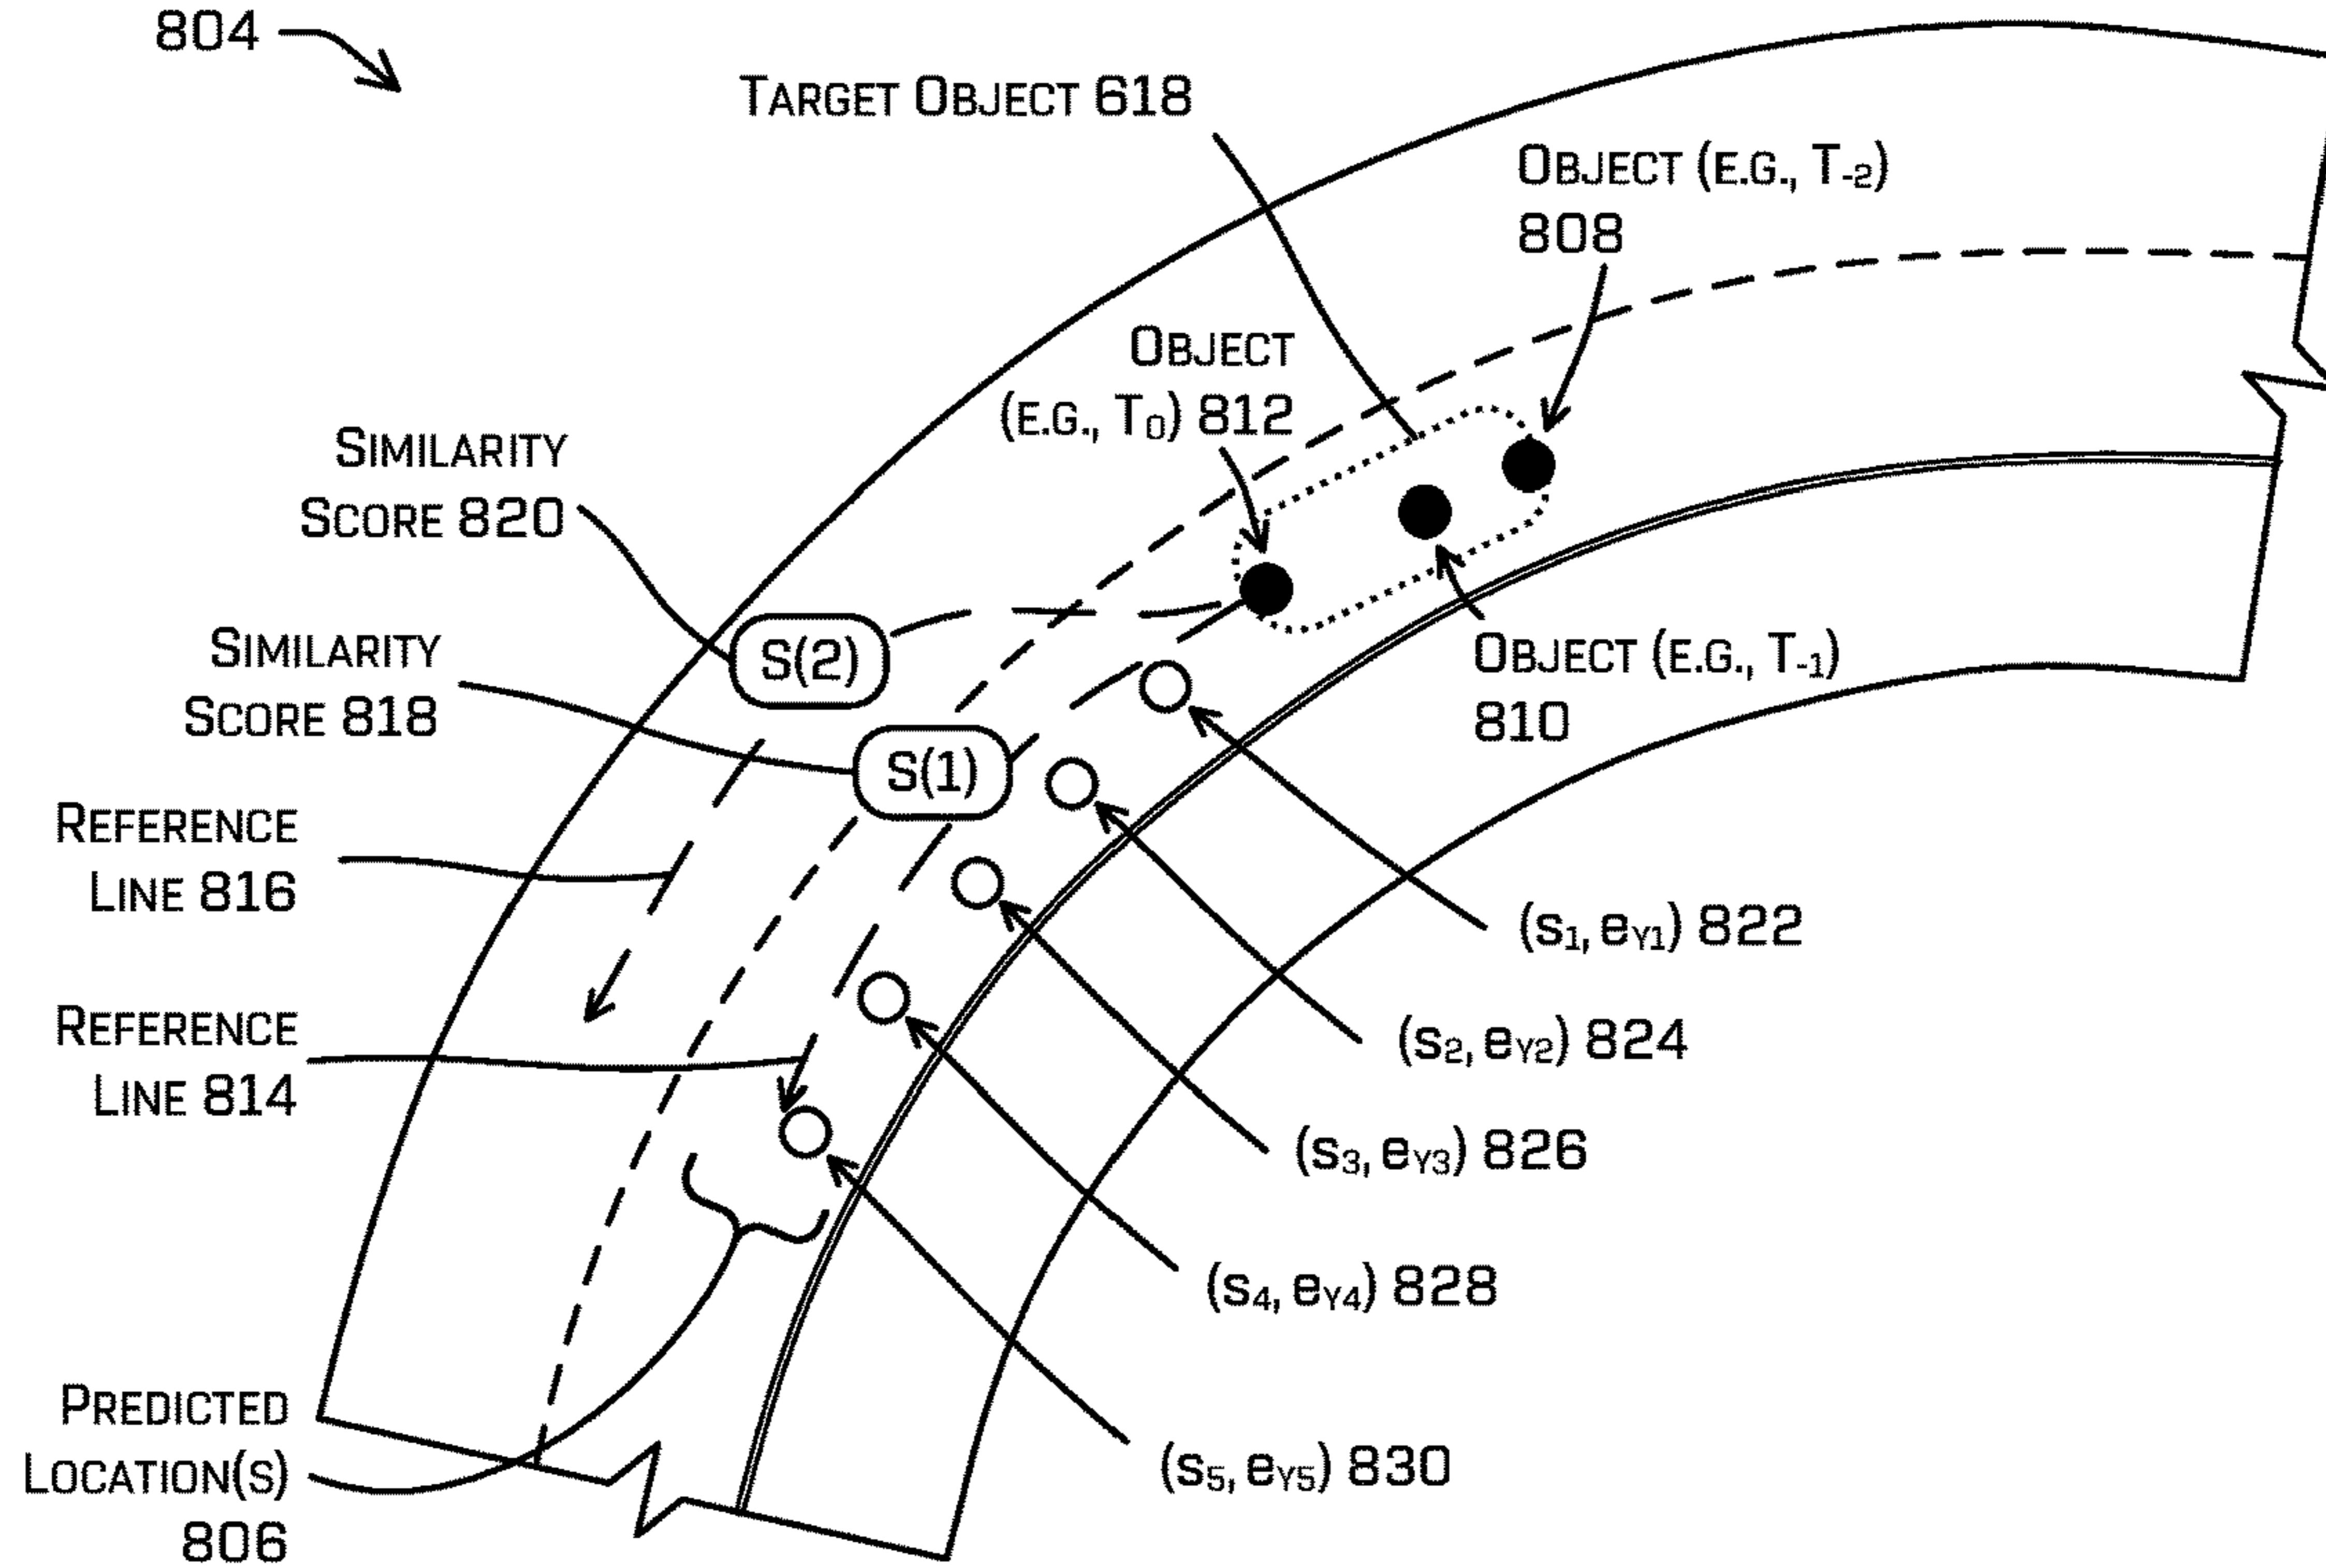 804
TARGET OBJECT 618
OBJECT (E.G., T-2)
808
OBJECT
(E.G., T0) 812
SIMILARITY
SCORE 820
S(2)
SIMILARITY
SCORE 818
S(1)
OBJECT (E.G., T-1)
810
REFERENCE
LINE 816
(s1, eY1) 822
REFERENCE
LINE 814
(s2, eY2) 824
(s3, eY3) 826
(s4, eY4) 828
(s5, eY5) 830
PREDICTED
LOCATION(S)
806